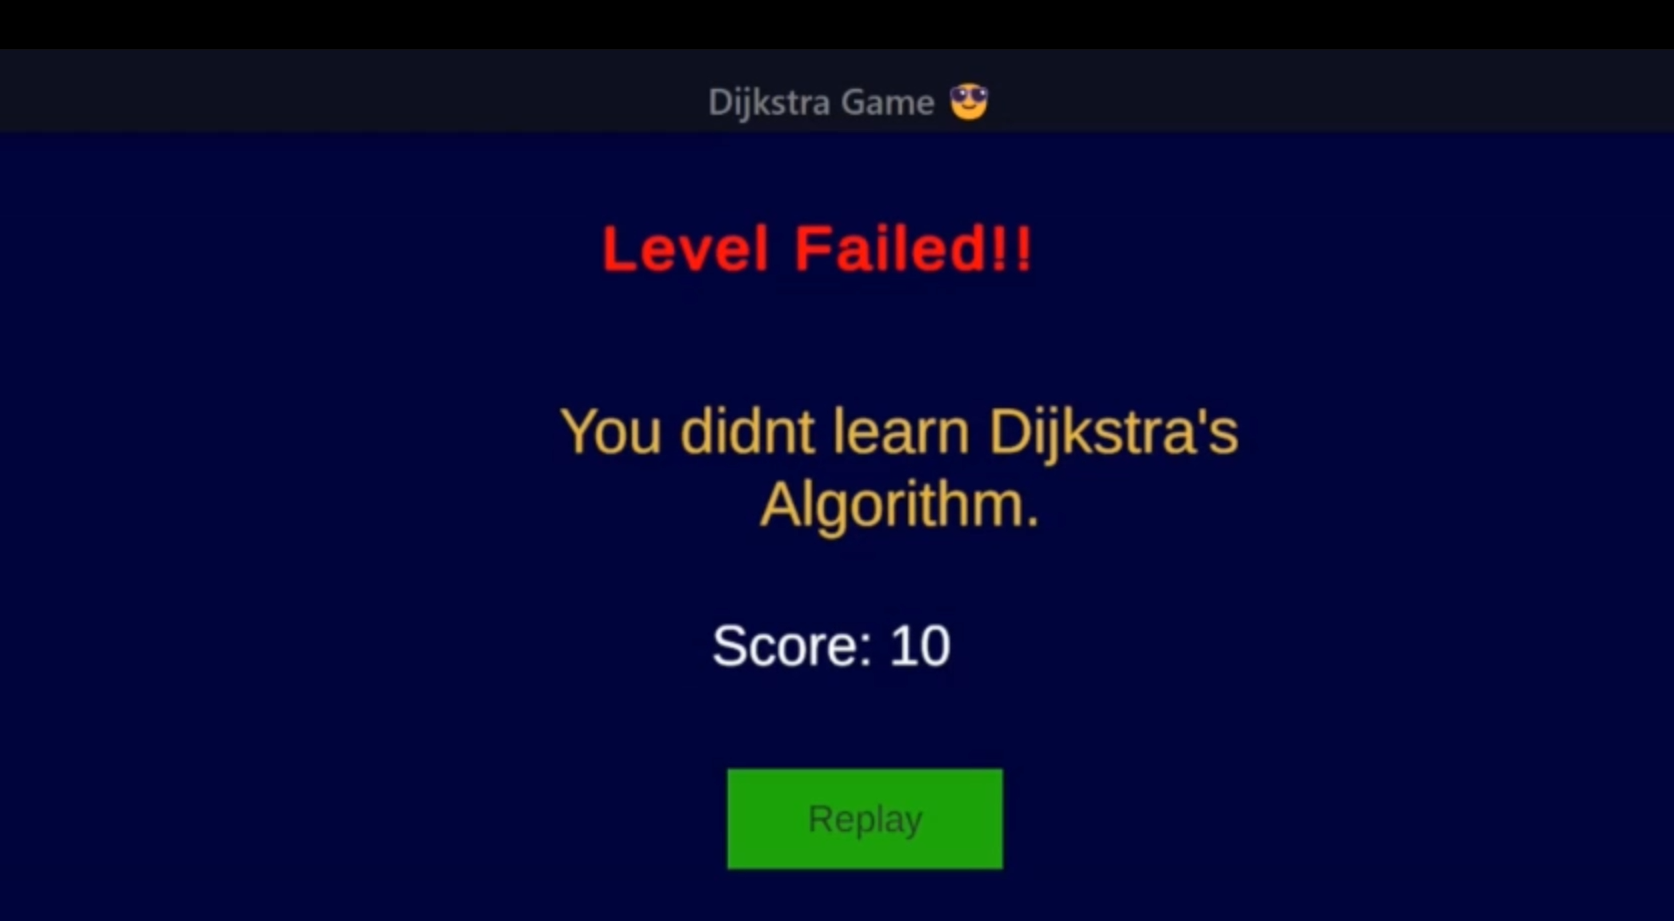 Dijkstra Game 😎
Level Failed!!
You didnt learn Dijkstra's
Algorithm.
Score: 10
Replay